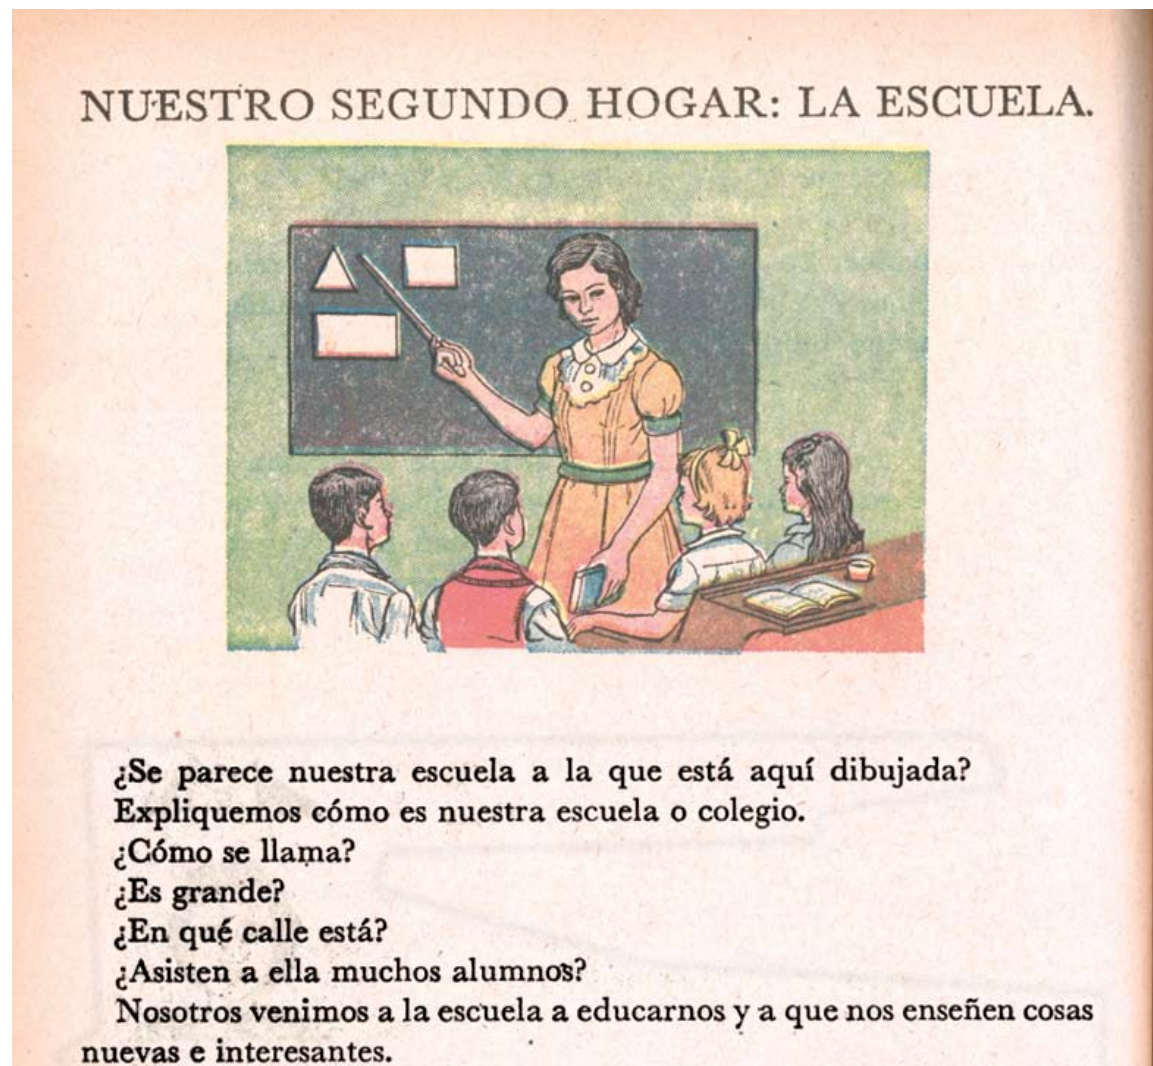 NUESTRO SEGUNDO HOGAR: LA ESCUELA.
¿Se parece nuestra escuela a la que está aquí dibujada?
Expliquemos cómo es nuestra escuela o colegio.
¿Cómo se llama?
¿Es grande?
¿En qué calle está?
¿Asisten a ella muchos alumnos?
Nosotros venimos a la escuela a educarnos y a que nos enseñen cosas
nuevas e interesantes.